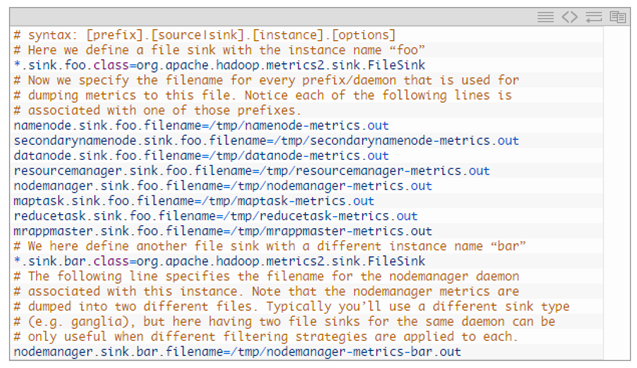 # syntax: [prefix].[source|sink].[instance].[options]
# Here we define a file sink with the instance name “foo”
*.sink.foo.class=org.apache.hadoop.metrics2.sink.FileSink
# Now we specify the filename for every prefix/daemon that is used for
# dumping metrics to this file. Notice each of the following lines is
# associated with one of those prefixes.
namenode.sink.foo.filename=/tmp/namenode-metrics.out
secondarynamenode.sink.foo.filename=/tmp/secondarynamenode-metrics.out
datanode.sink.foo.filename=/tmp/datanode-metrics.out
resourcemanager.sink.foo.filename=/tmp/resourcemanager-metrics.out
nodemanager.sink.foo.filename=/tmp/nodemanager-metrics.out
maptask.sink.foo.filename=/tmp/maptask-metrics.out
reducetask.sink.foo.filename=/tmp/reducetask-metrics.out
mrappmaster.sink.foo.filename=/tmp/mrappmaster-metrics.out
# We here define another file sink with a different instance name “bar”
*.sink.bar.class=org.apache.hadoop.metrics2.sink.FileSink
# The following line specifies the filename for the nodemanager daemon
# associated with this instance. Note that the nodemanager metrics are
# dumped into two different files. Typically you’ll use a different sink type
# (e.g. ganglia), but here having two file sinks for the same daemon can be
# only useful when different filtering strategies are applied to each.
nodemanager.sink.bar.filename=/tmp/nodemanager-metrics-bar.out